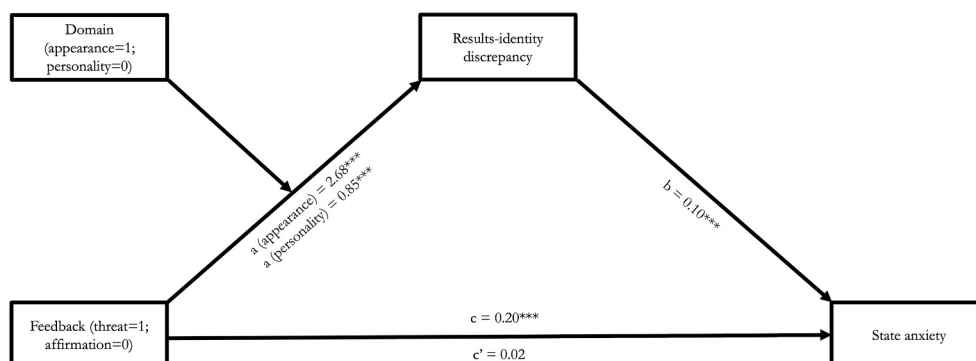 Domain
(appearance=1;
personality=0)
Results-identity
discrepancy
a (appearance) = 2.68***
a (personality) = 0.85***
b = 0.10***
Feedback (threat=1;
affirmation=0)
c = 0.20***
c’ = 0.02
State anxiety